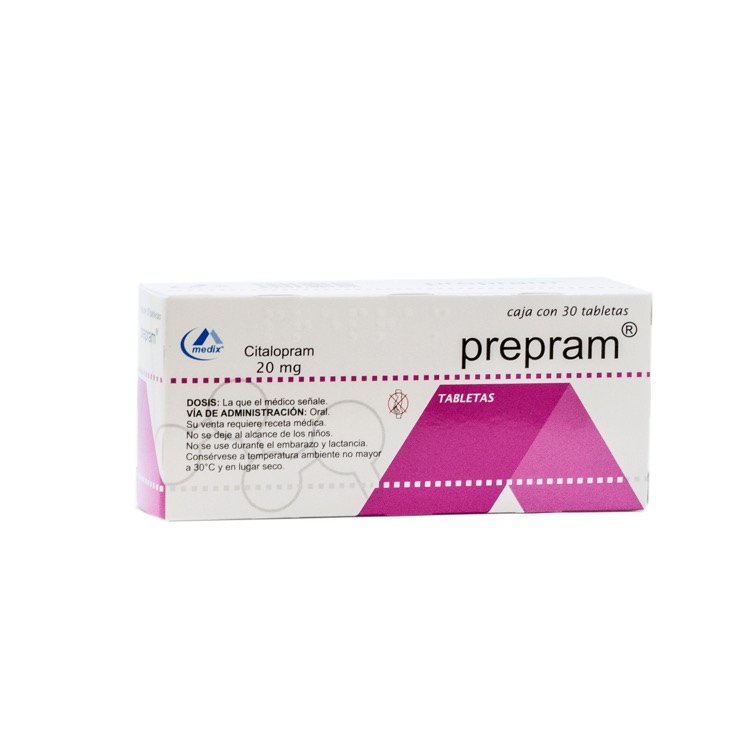 caja con 30 tabletas
medix®
Citalopram
20 mg
prepram®
TABLETAS
DOSIS: La que el médico señale.
VÍA DE ADMINISTRACIÓN: Oral.
Su venta requiere receta médica.
No se deje al alcance de los niños.
No se use durante el embarazo y lactancia.
Consérvese a temperatura ambiente no mayor
a 30°C y en lugar seco.